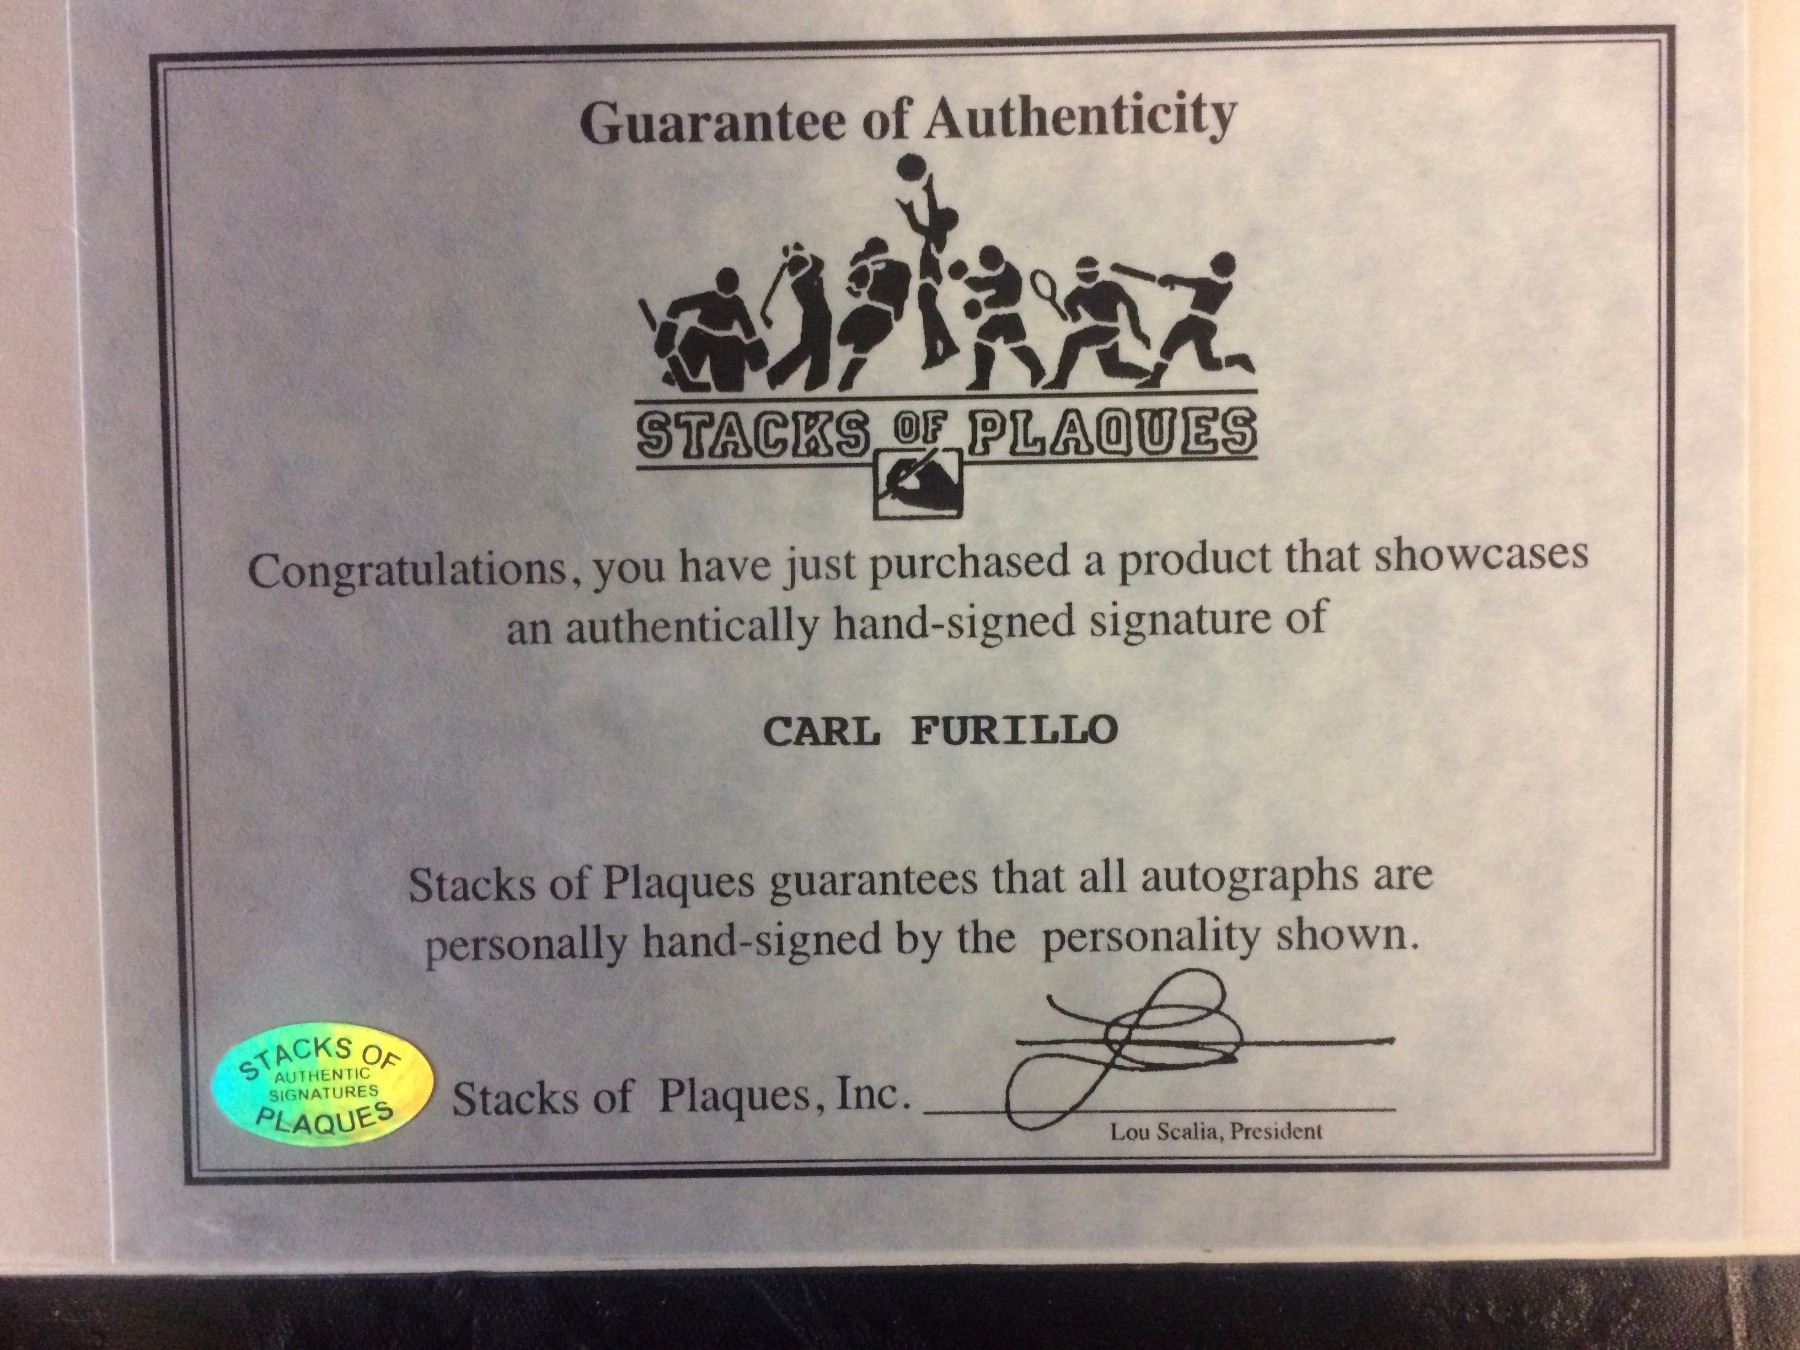 Guarantee of Authenticity
STACKS OF PLAQUES
Congratulations, you have just purchased a product that showcases
an authentically hand-signed signature of
CARL FURILLO
Stacks of Plaques guarantees that all autographs are
personally hand-signed by the personality shown.
STACKS OF
AUTHENTIC
SIGNATURES
PLAQUES
Stacks of Plaques, Inc.
Lou Scalia, President